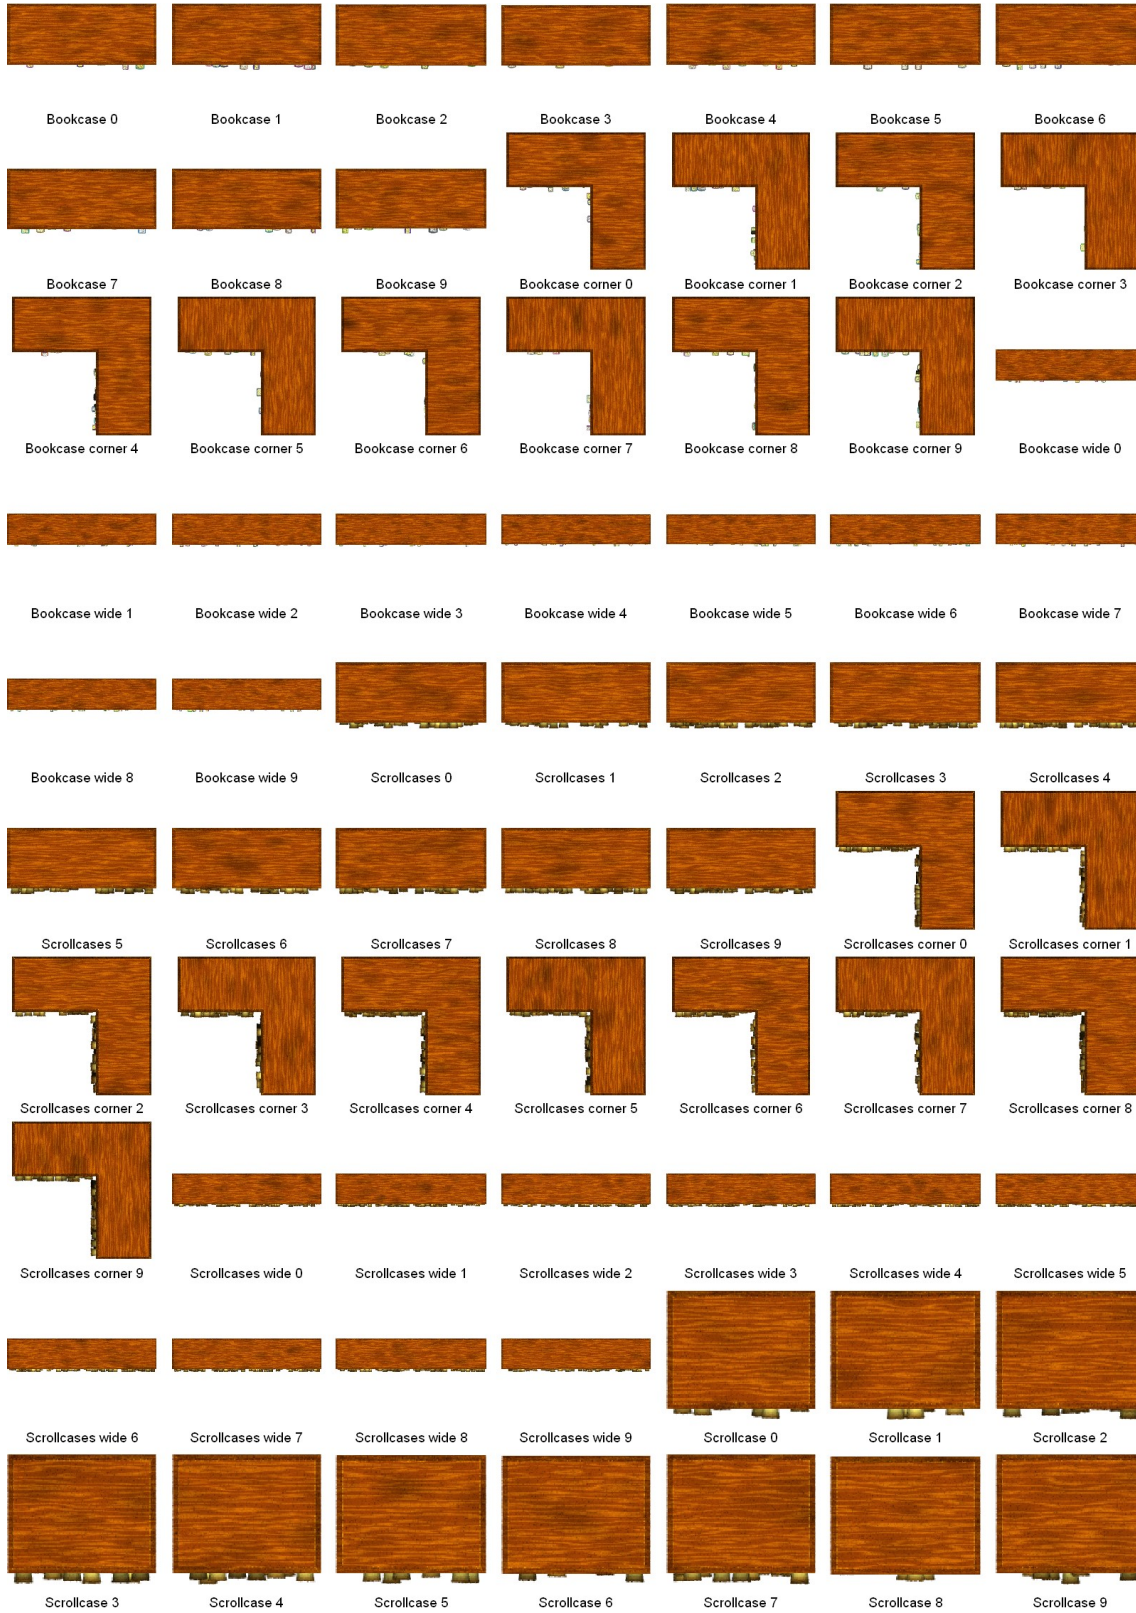 Bookcase 0 Bookcase 1 Bookcase 2 Bookcase 3 Bookcase 4 Bookcase 5 Bookcase 6
Bookcase 7 Bookcase 8 Bookcase 9 Bookcase corner 0 Bookcase corner 1 Bookcase corner 2 Bookcase corner 3
Bookcase corner 4 Bookcase corner 5 Bookcase corner 6 Bookcase corner 7 Bookcase corner 8 Bookcase corner 9 Bookcase wide 0
Bookcase wide 1 Bookcase wide 2 Bookcase wide 3 Bookcase wide 4 Bookcase wide 5 Bookcase wide 6 Bookcase wide 7
Bookcase wide 8 Bookcase wide 9 Scrollcases 0 Scrollcases 1 Scrollcases 2 Scrollcases 3 Scrollcases 4
Scrollcases 5 Scrollcases 6 Scrollcases 7 Scrollcases 8 Scrollcases 9 Scrollcases corner 0 Scrollcases corner 1
Scrollcases corner 2 Scrollcases corner 3 Scrollcases corner 4 Scrollcases corner 5 Scrollcases corner 6 Scrollcases corner 7 Scrollcases corner 8
Scrollcases corner 9 Scrollcases wide 0 Scrollcases wide 1 Scrollcases wide 2 Scrollcases wide 3 Scrollcases wide 4 Scrollcases wide 5
Scrollcases wide 6 Scrollcases wide 7 Scrollcases wide 8 Scrollcases wide 9 Scrollcase 0 Scrollcase 1 Scrollcase 2
Scrollcase 3 Scrollcase 4 Scrollcase 5 Scrollcase 6 Scrollcase 7 Scrollcase 8 Scrollcase 9